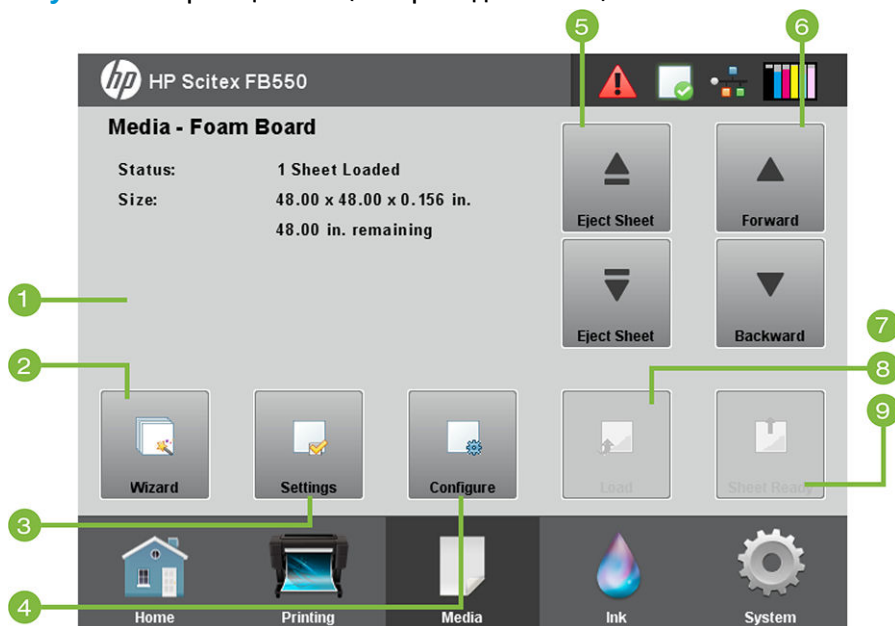 5
6
hp HP Scitex FB550
Media - Foam Board
Status: 1 Sheet Loaded
Size: 48.00 x 48.00 x 0.156 in.
48.00 in. remaining
Eject Sheet
Forward
Eject Sheet
Backward
1
7
2
8
9
Wizard
Settings
Configure
Load
Sheet Ready
3
4
Home
Printing
Media
Ink
System